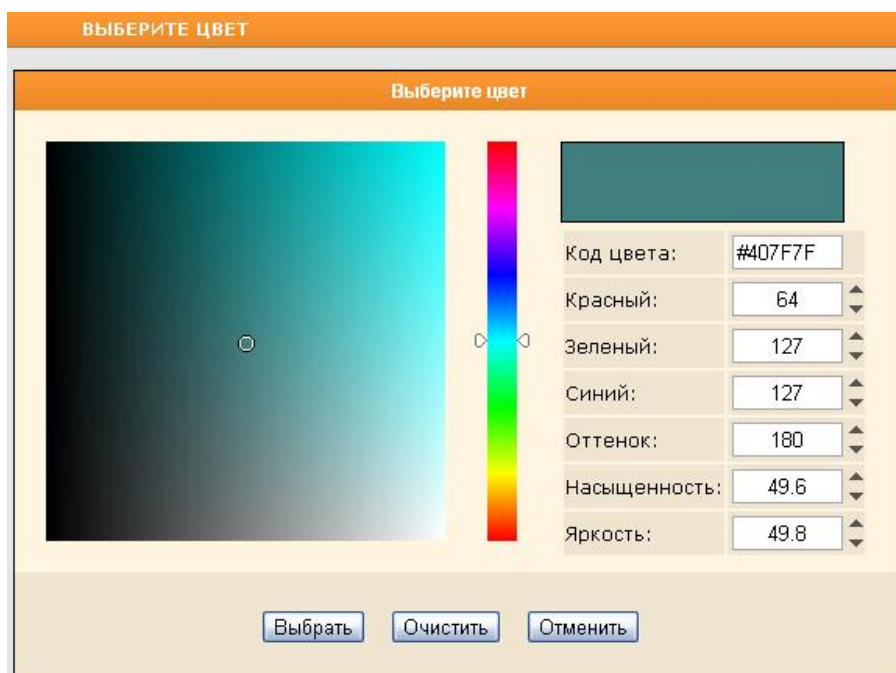 ВЫБЕРИТЕ ЦВЕТ
Выберите цвет
Код цвета: #407F7F
Красный: 64
Зеленый: 127
Синий: 127
Оттенок: 180
Насыщенность: 49.6
Яркость: 49.8
Выбрать Очистить Отменить